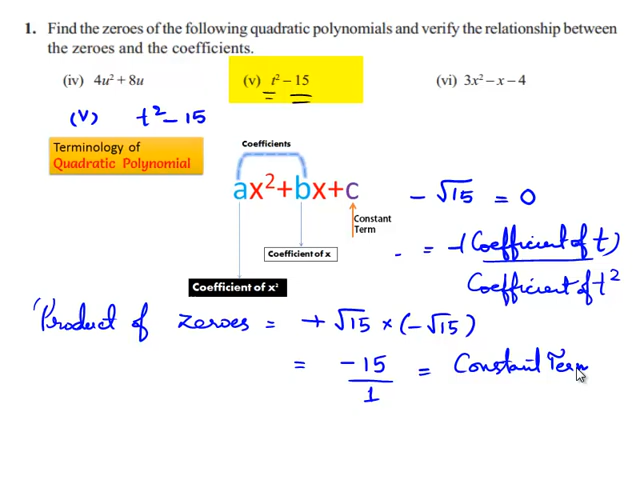 1. Find the zeroes of the following quadratic polynomials and verify the relationship between
the zeroes and the coefficients.
(iv) 4u² + 8u (v) t² – 15 (vi) 3x² – x – 4
(V) t² – 15
Terminology of
Quadratic Polynomial
Coefficients
ax²+bx+c
Constant
Term
Coefficient of x
Coefficient of x²
- √15 = 0
= -(Coefficient of t)
Coefficient of t²
Product of zeroes = + √15 × (-√15)
= -15/1 = Constant Term